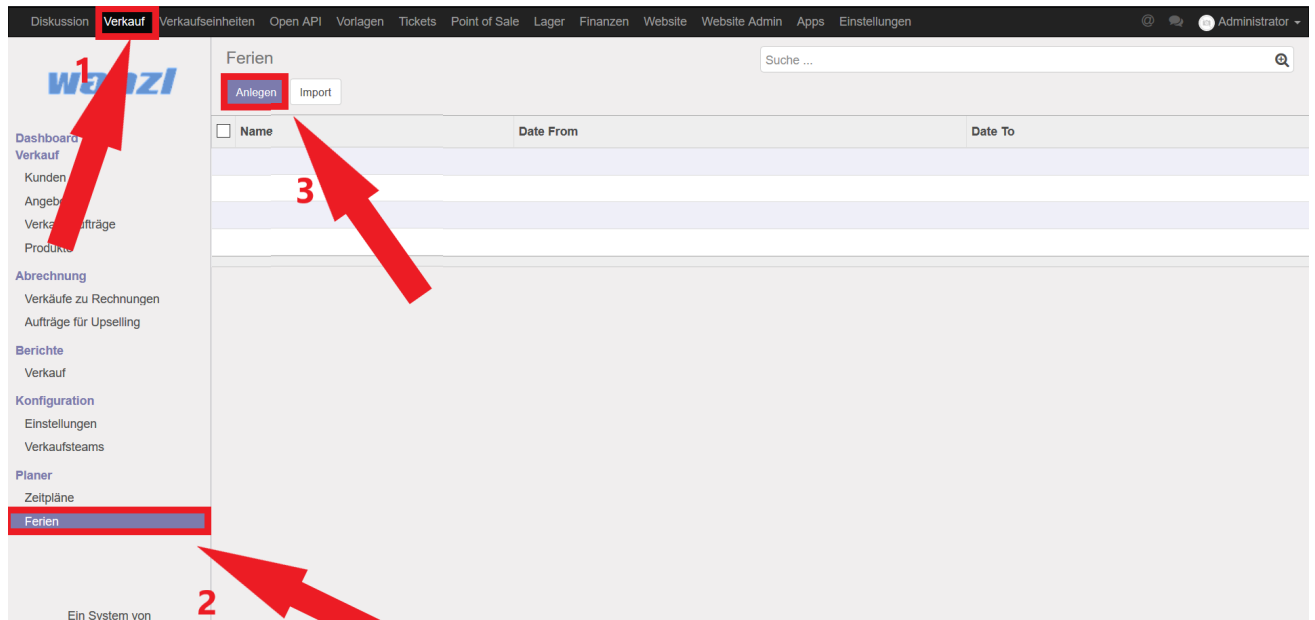 Diskussion Verkauf Verkaufseinheiten Open API Vorlagen Tickets Point of Sale Lager Finanzen Website Website Admin Apps Einstellungen @ Administrator
1
wanzl
Ferien
Suche ...
Anlegen Import
Name Date From Date To
Dashboard
Verkauf
Kunden
3
Produkte
Abrechnung
Verkäufe zu Rechnungen
Aufträge für Upselling
Berichte
Verkauf
Konfiguration
Einstellungen
Verkaufsteams
Planer
Zeitpläne
Ferien
2
Ein System von